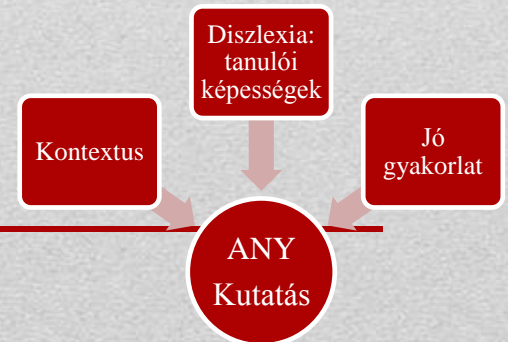 Diszlexia:
tanulói
képességek
Kontextus
Jó
gyakorlat
ANY
Kutatás